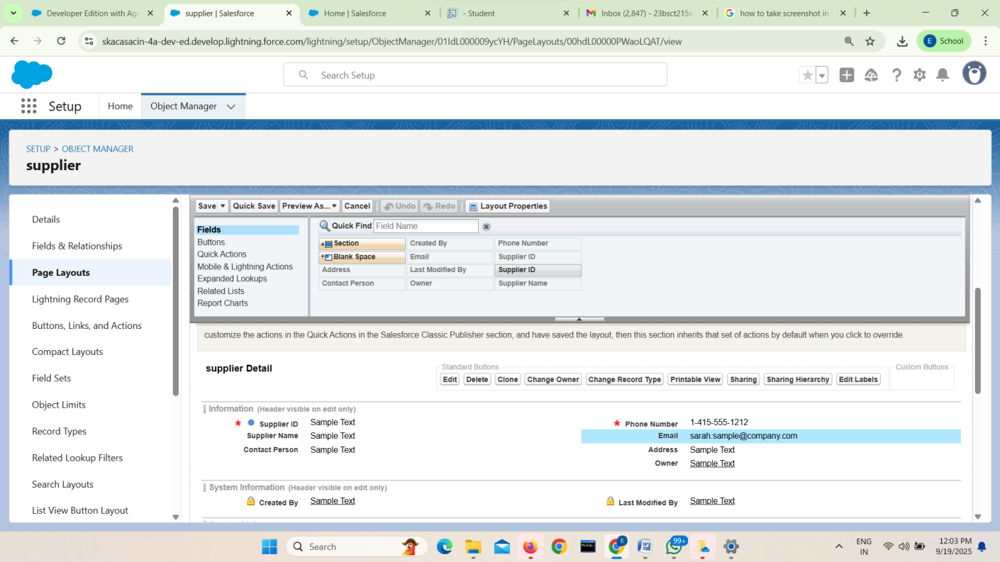 Developer Edition with Age
supplier | Salesforce
Home | Salesforce
- Student
Inbox (2,847) - 23bsct215e
how to take screenshot in
skacasacin-4a-dev-ed.develop.lightning.force.com/lightning/setup/ObjectManager/01IdL000009ycYH/PageLayouts/00hdL00000PWaoLQAT/view
E School
Search Setup
Setup Home Object Manager
SETUP > OBJECT MANAGER
supplier
Details
Fields & Relationships
Page Layouts
Lightning Record Pages
Buttons, Links, and Actions
Compact Layouts
Field Sets
Object Limits
Record Types
Related Lookup Filters
Search Layouts
List View Button Layout
Save Quick Save Preview As... Cancel Undo Redo Layout Properties
Fields
Buttons
Quick Actions
Mobile & Lightning Actions
Expanded Lookups
Related Lists
Report Charts
Quick Find Field Name
Section Created By Phone Number
Blank Space Email Supplier ID
Address Last Modified By Supplier ID
Contact Person Owner Supplier Name
customize the actions in the Quick Actions in the Salesforce Classic Publisher section, and have saved the layout, then this section inherits that set of actions by default when you click to override.
supplier Detail
Standard Buttons
Edit Delete Clone Change Owner Change Record Type Printable View Sharing Sharing Hierarchy Edit Labels
Custom Buttons
Information (Header visible on edit only)
* Supplier ID Sample Text * Phone Number 1-415-555-1212
Supplier Name Sample Text Email sarah.sample@company.com
Contact Person Sample Text Address Sample Text
Owner Sample Text
System Information (Header visible on edit only)
Created By Sample Text Last Modified By Sample Text
Search
E
99+
ENG
IN
12:03 PM
9/19/2025